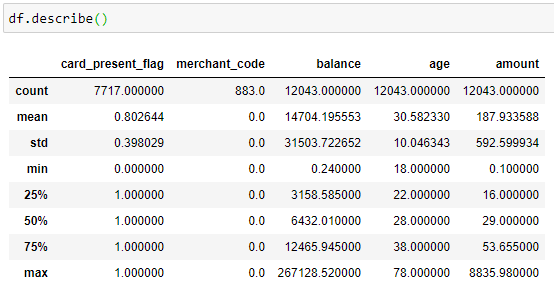 df.describe()
card_present_flag merchant_code balance age amount
count 7717.000000 883.0 12043.000000 12043.000000 12043.000000
mean 0.802644 0.0 14704.195553 30.582330 187.933588
std 0.398029 0.0 31503.722652 10.046343 592.599934
min 0.000000 0.0 0.240000 18.000000 0.100000
25% 1.000000 0.0 3158.585000 22.000000 16.000000
50% 1.000000 0.0 6432.010000 28.000000 29.000000
75% 1.000000 0.0 12465.945000 38.000000 53.655000
max 1.000000 0.0 267128.520000 78.000000 8835.980000